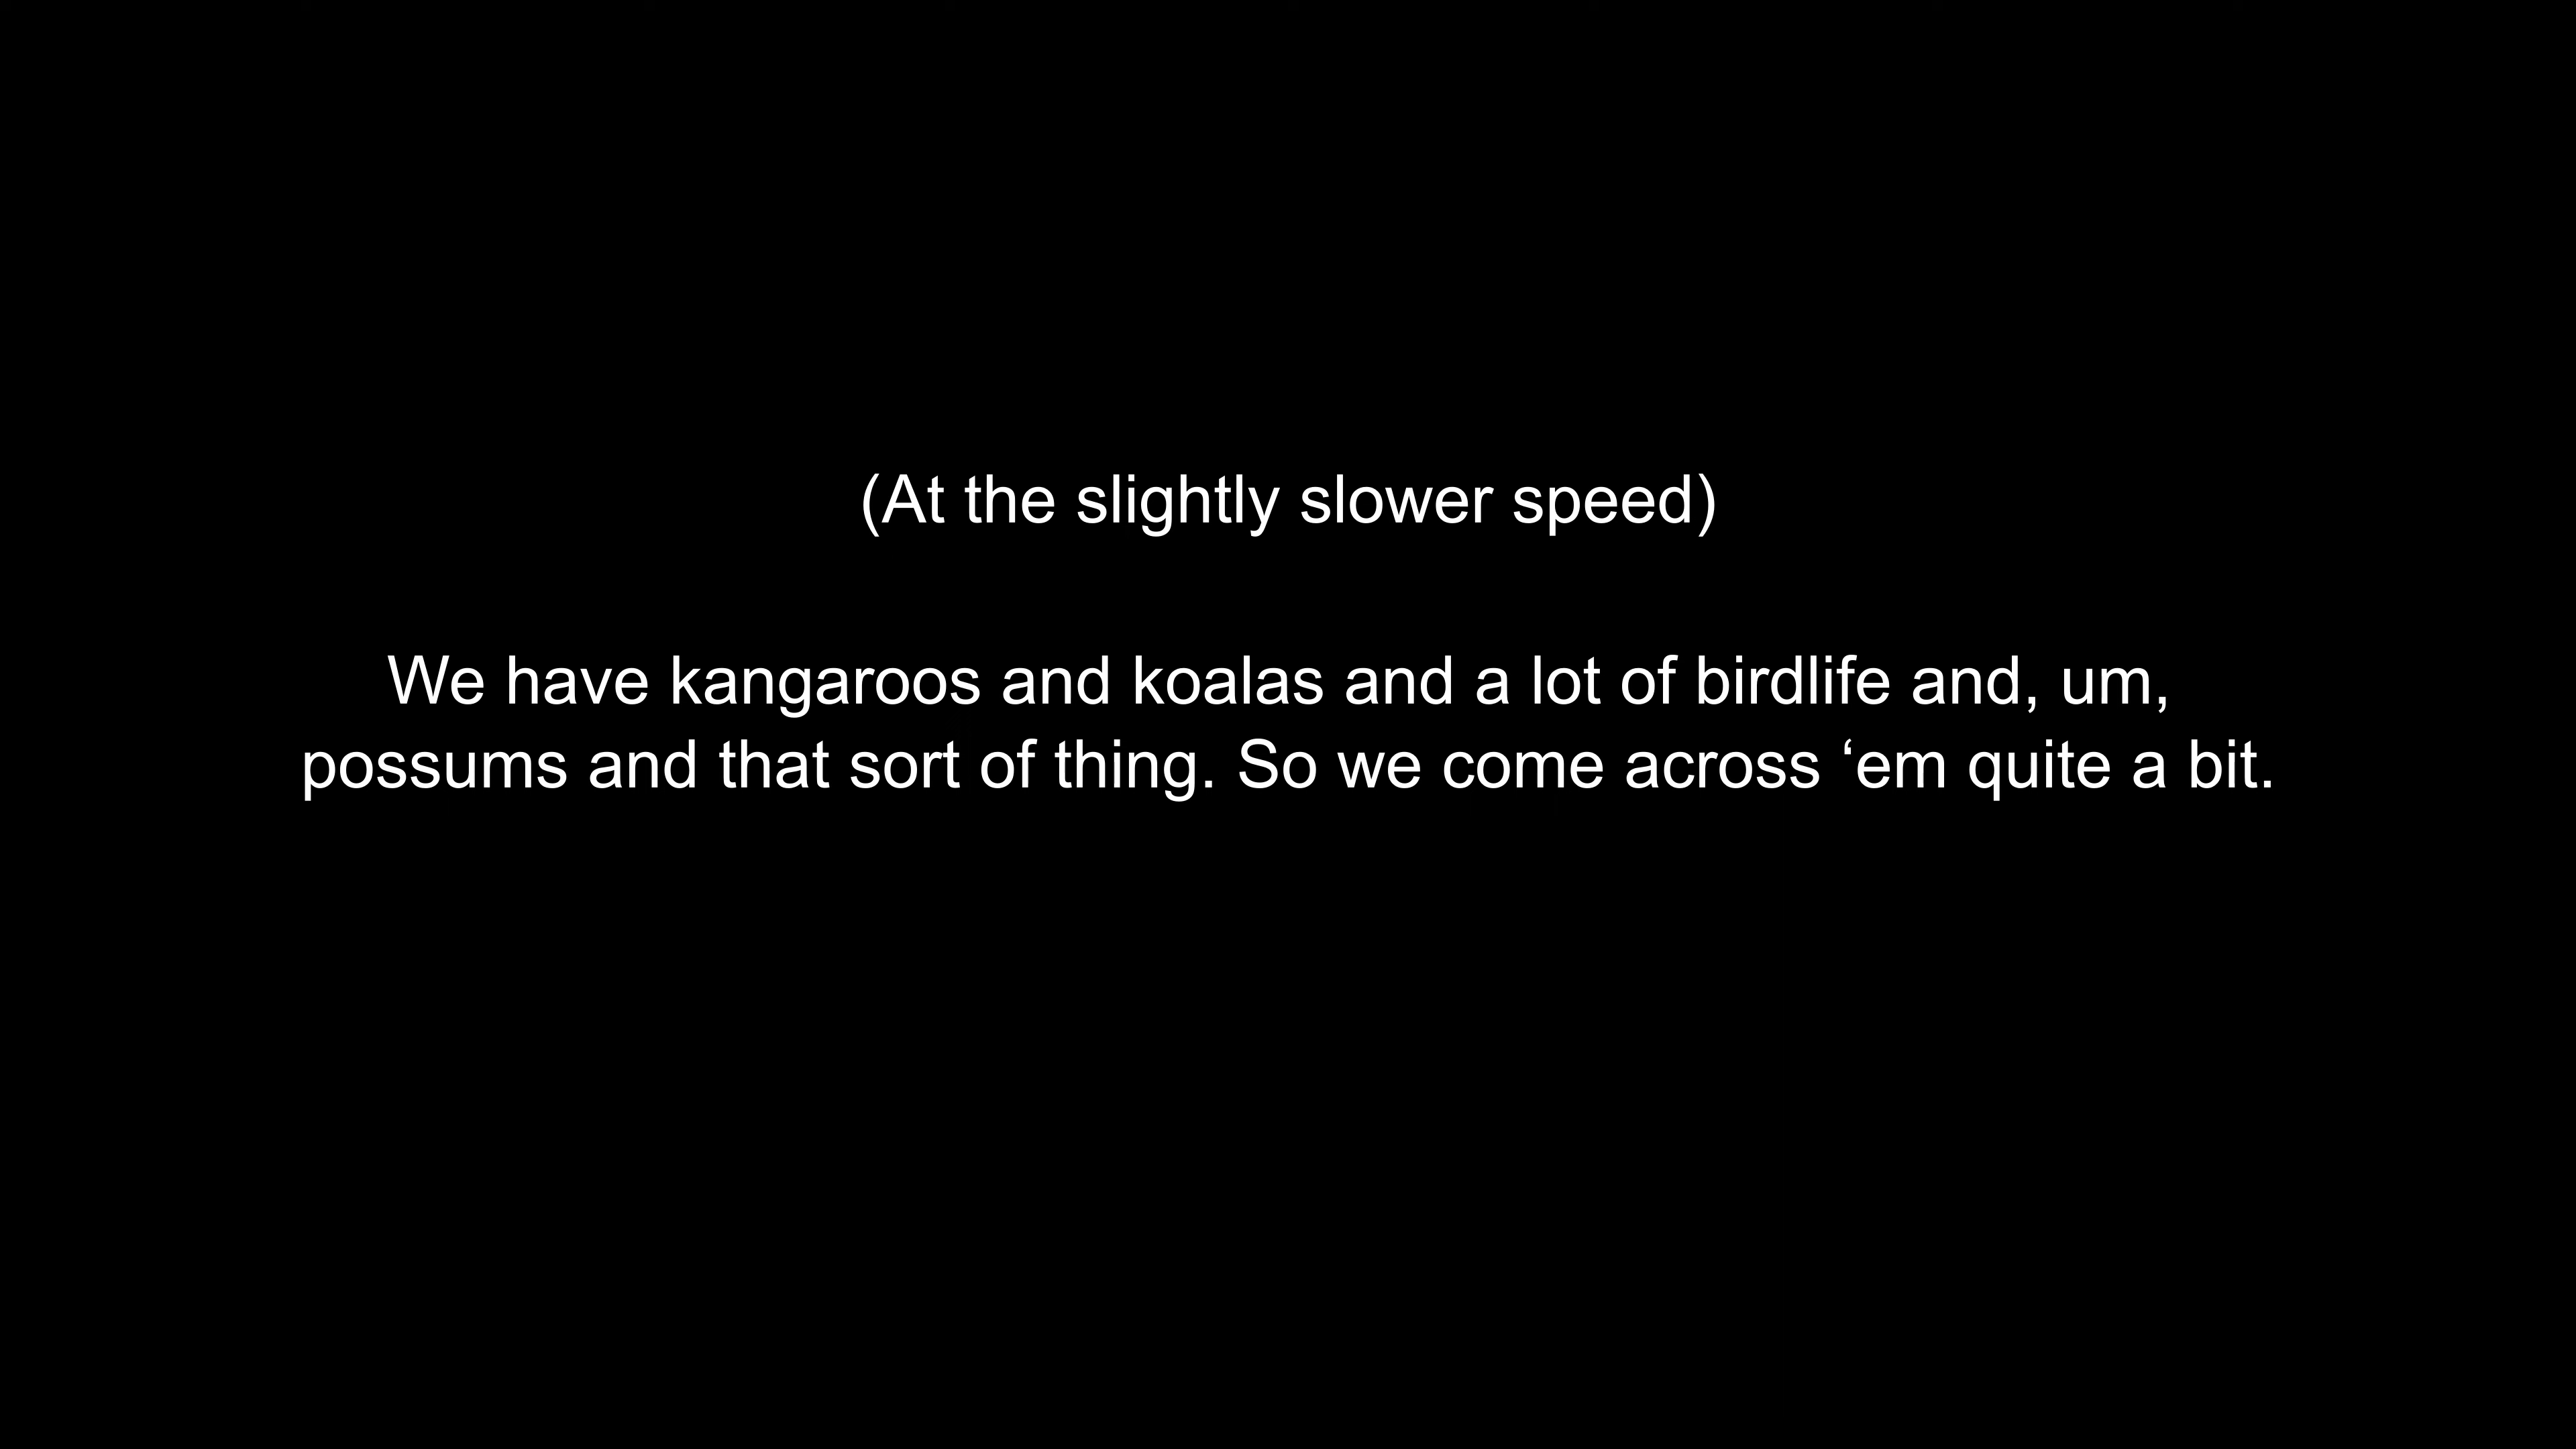 (At the slightly slower speed)
We have kangaroos and koalas and a lot of birdlife and, um,
possums and that sort of thing. So we come across ‘em quite a bit.